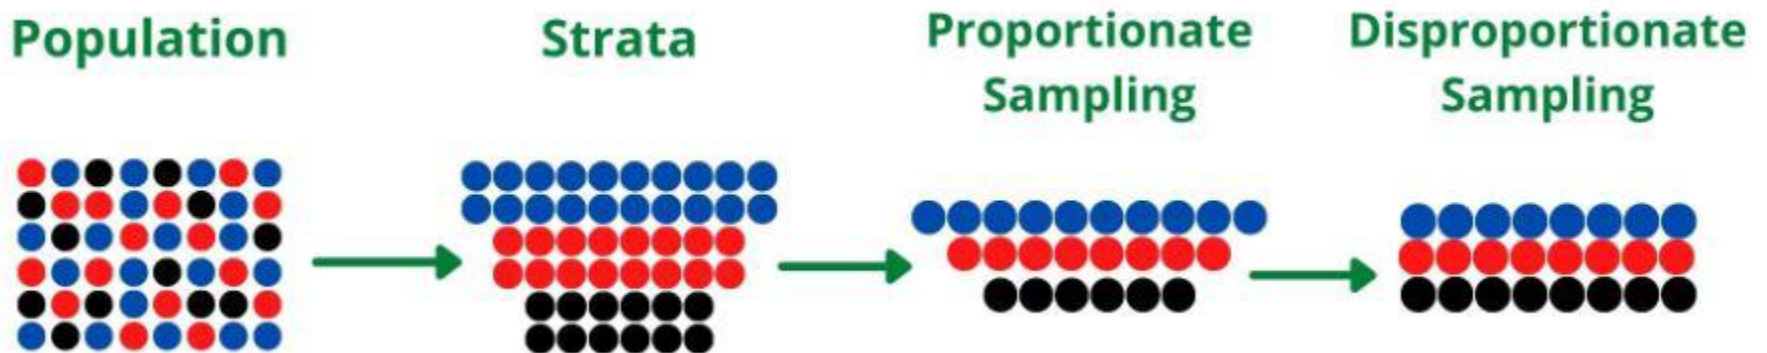 Population
Strata
Proportionate
Sampling
Disproportionate
Sampling